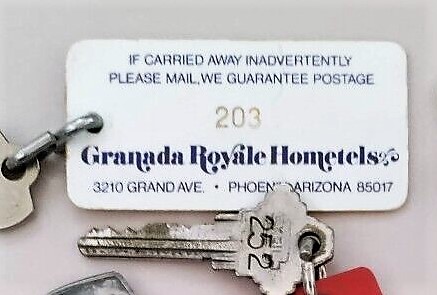 IF CARRIED AWAY INADVERTENTLY
PLEASE MAIL, WE GUARANTEE POSTAGE
203
Granada Royale Hometels
3210 GRAND AVE. • PHOENIX ARIZONA 85017
252